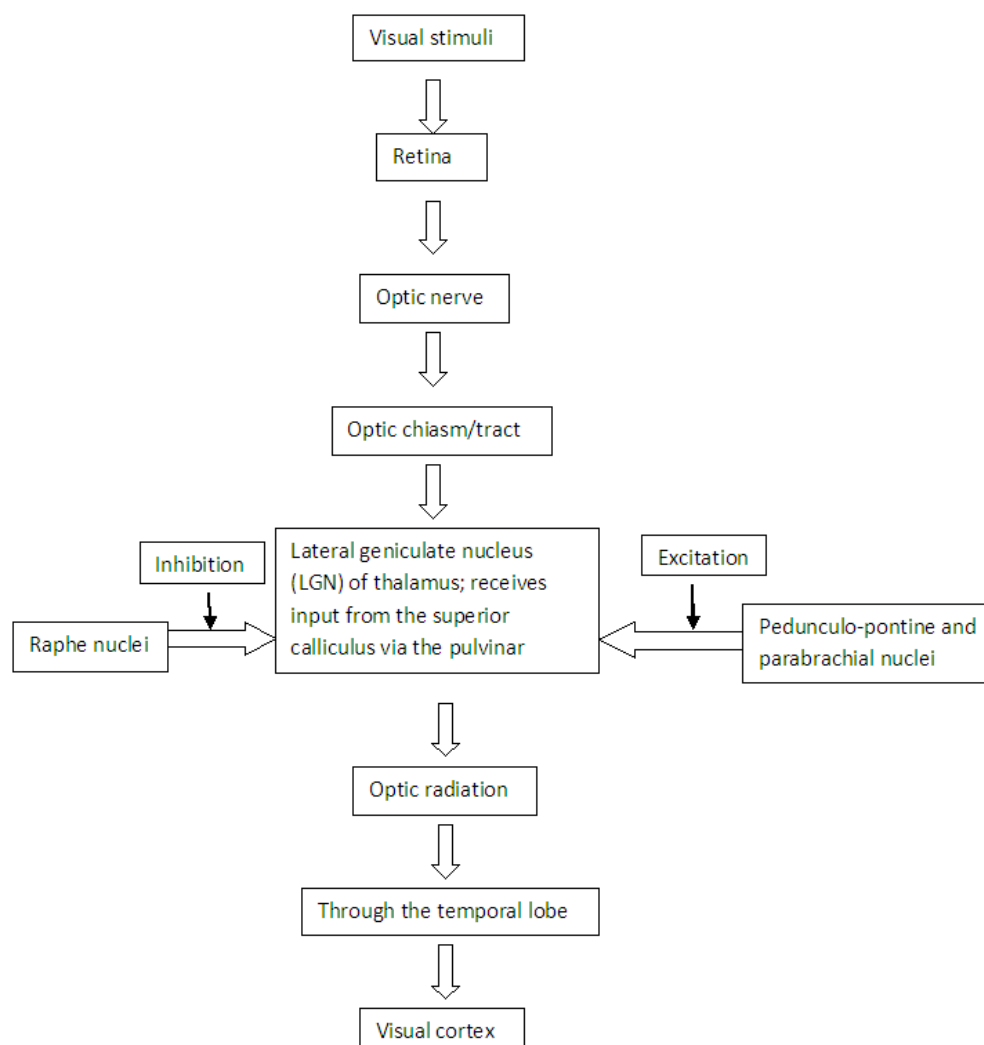 Visual stimuli
Retina
Optic nerve
Optic chiasm/tract
Inhibition
Lateral geniculate nucleus
(LGN) of thalamus; receives
input from the superior
calliculus via the pulvinar
Excitation
Raphe nuclei
Pedunculo-pontine and
parabrachial nuclei
Optic radiation
Through the temporal lobe
Visual cortex